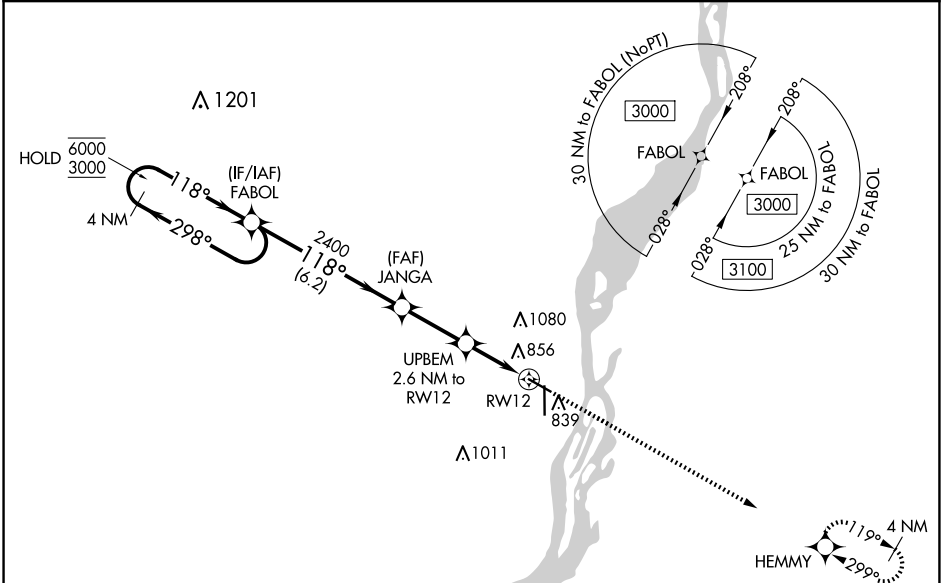 1201
HOLD
6000
3000
4 NM
118°
298°
(IF/IAF)
FABOL
2400
118°
(6.2)
(FAF)
JANGA
UPBEM
2.6 NM to
RW12
RW12
1080
856
839
1011
30 NM to FABOL (NoPT)
3000
208°
FABOL
028°
208°
FABOL
3000
028°
3100
25 NM to FABOL
30 NM to FABOL
HEMMY
119°
4 NM
299°